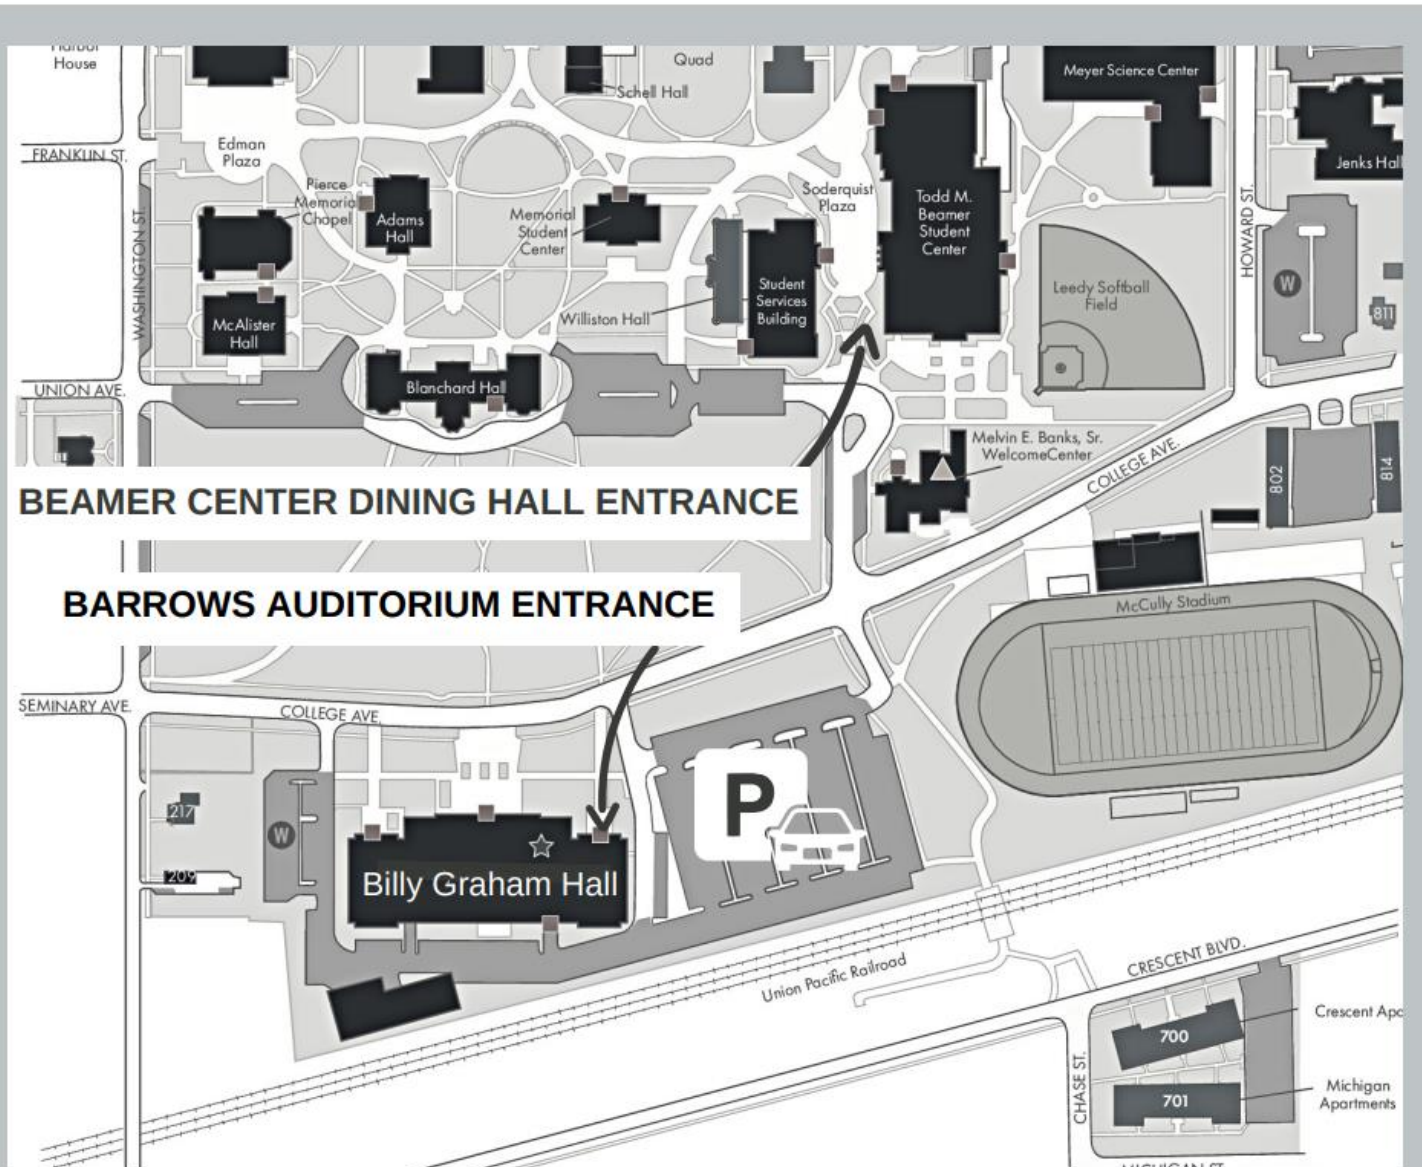 Harbor
House
Quad
Schell Hall
Meyer Science Center
FRANKLIN ST.
Edman
Plaza
Jenks Hall
Pierce
Memorial
Chapel
Adams
Hall
Memorial
Student
Center
Soderquist
Plaza
Todd M.
Beamer
Student
Center
WASHINGTON ST.
HOWARD ST.
Student
Services
Building
Leedy Softball
Field
W
811
McAlister
Hall
Williston Hall
UNION AVE.
Blanchard Hall
Melvin E. Banks, Sr.
WelcomeCenter
COLLEGE AVE.
802
814
BEAMER CENTER DINING HALL ENTRANCE
BARROWS AUDITORIUM ENTRANCE
McCully Stadium
SEMINARY AVE.
COLLEGE AVE.
P
217
W
209
Billy Graham Hall
Union Pacific Railroad
CRESCENT BLVD.
Crescent Apa
700
CHASE ST.
701
Michigan
Apartments
MICHIGAN ST.